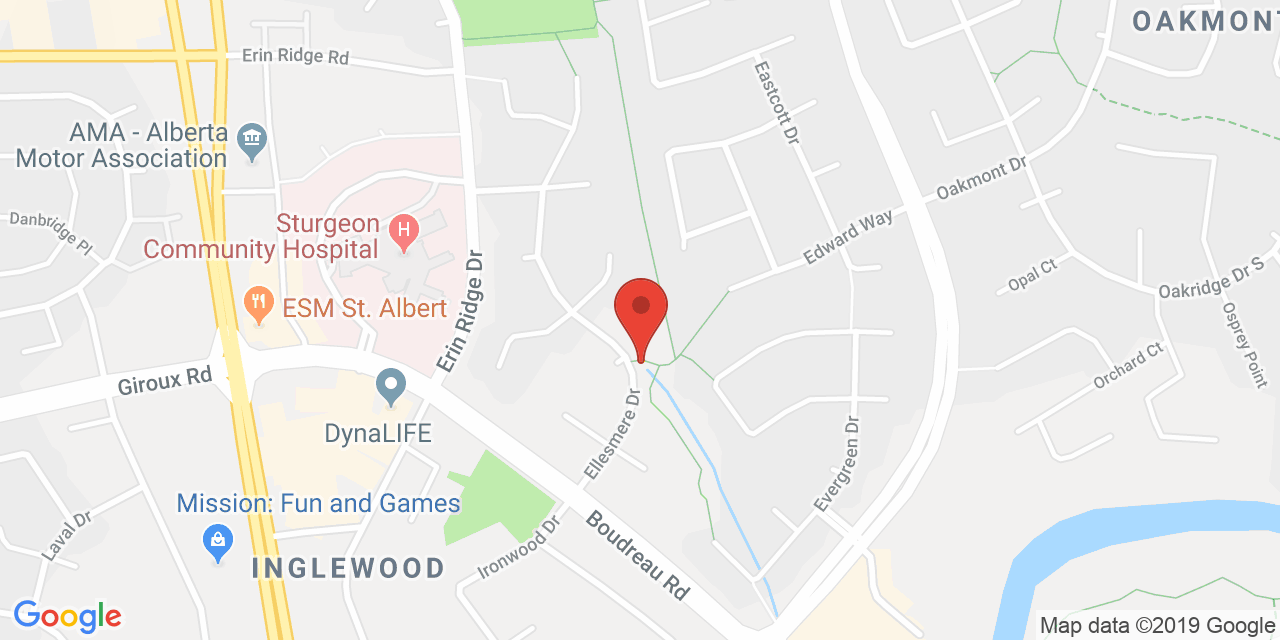 OAKMONT
Erin Ridge Rd
Eastcott Dr
AMA - Alberta
Motor Association
Oakmont Dr
Danbridge Pl
Sturgeon
Community Hospital
H
Edward Way
Erin Ridge Dr
Opal Ct
Oakridge Dr S
ESM St. Albert
Osprey Point
Giroux Rd
Orchard Ct
DynaLIFE
Ellesmere Dr
Evergreen Dr
Mission: Fun and Games
Laval Dr
Boudreau Rd
Ironwood Dr
INGLEWOOD
Google
Map data ©2019 Google